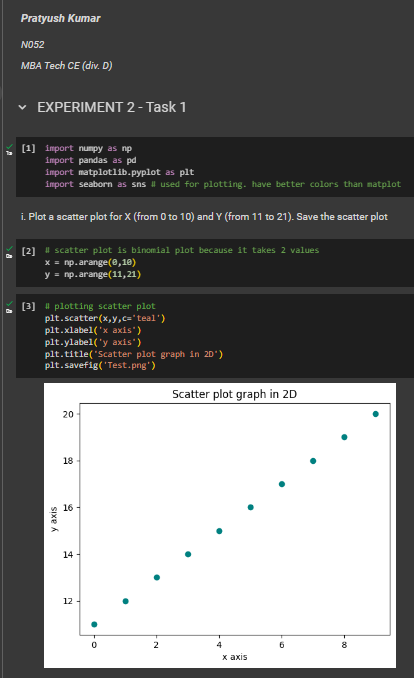 Pratyush Kumar
N052
MBA Tech CE (div. D)
EXPERIMENT 2 - Task 1
[1] import numpy as np
import pandas as pd
import matplotlib.pyplot as plt
import seaborn as sns # used for plotting. have better colors than matplot
i. Plot a scatter plot for X (from 0 to 10) and Y (from 11 to 21). Save the scatter plot
[2] # scatter plot is binomial plot because it takes 2 values
x = np.arange(0,10)
y = np.arange(11,21)
[3] # plotting scatter plot
plt.scatter(x,y,c='teal')
plt.xlabel('x axis')
plt.ylabel('y axis')
plt.title('Scatter plot graph in 2D')
plt.savefig('Test.png')
Scatter plot graph in 2D
20
18
16
14
12
y axis
0 2 4 6 8
x axis